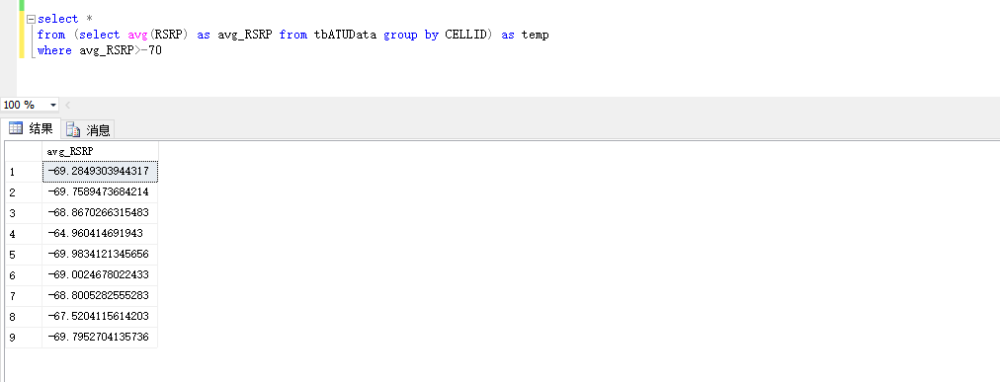 select *
from (select avg(RSRP) as avg_RSRP from tbATUData group by CELLID) as temp
where avg_RSRP>-70
100 %
结果 消息
avg_RSRP
1 -69.2849303944317
2 -69.7589473684214
3 -68.8670266315483
4 -64.960414691943
5 -69.9834121345656
6 -69.0024678022433
7 -68.8005282555283
8 -67.5204115614203
9 -69.7952704135736